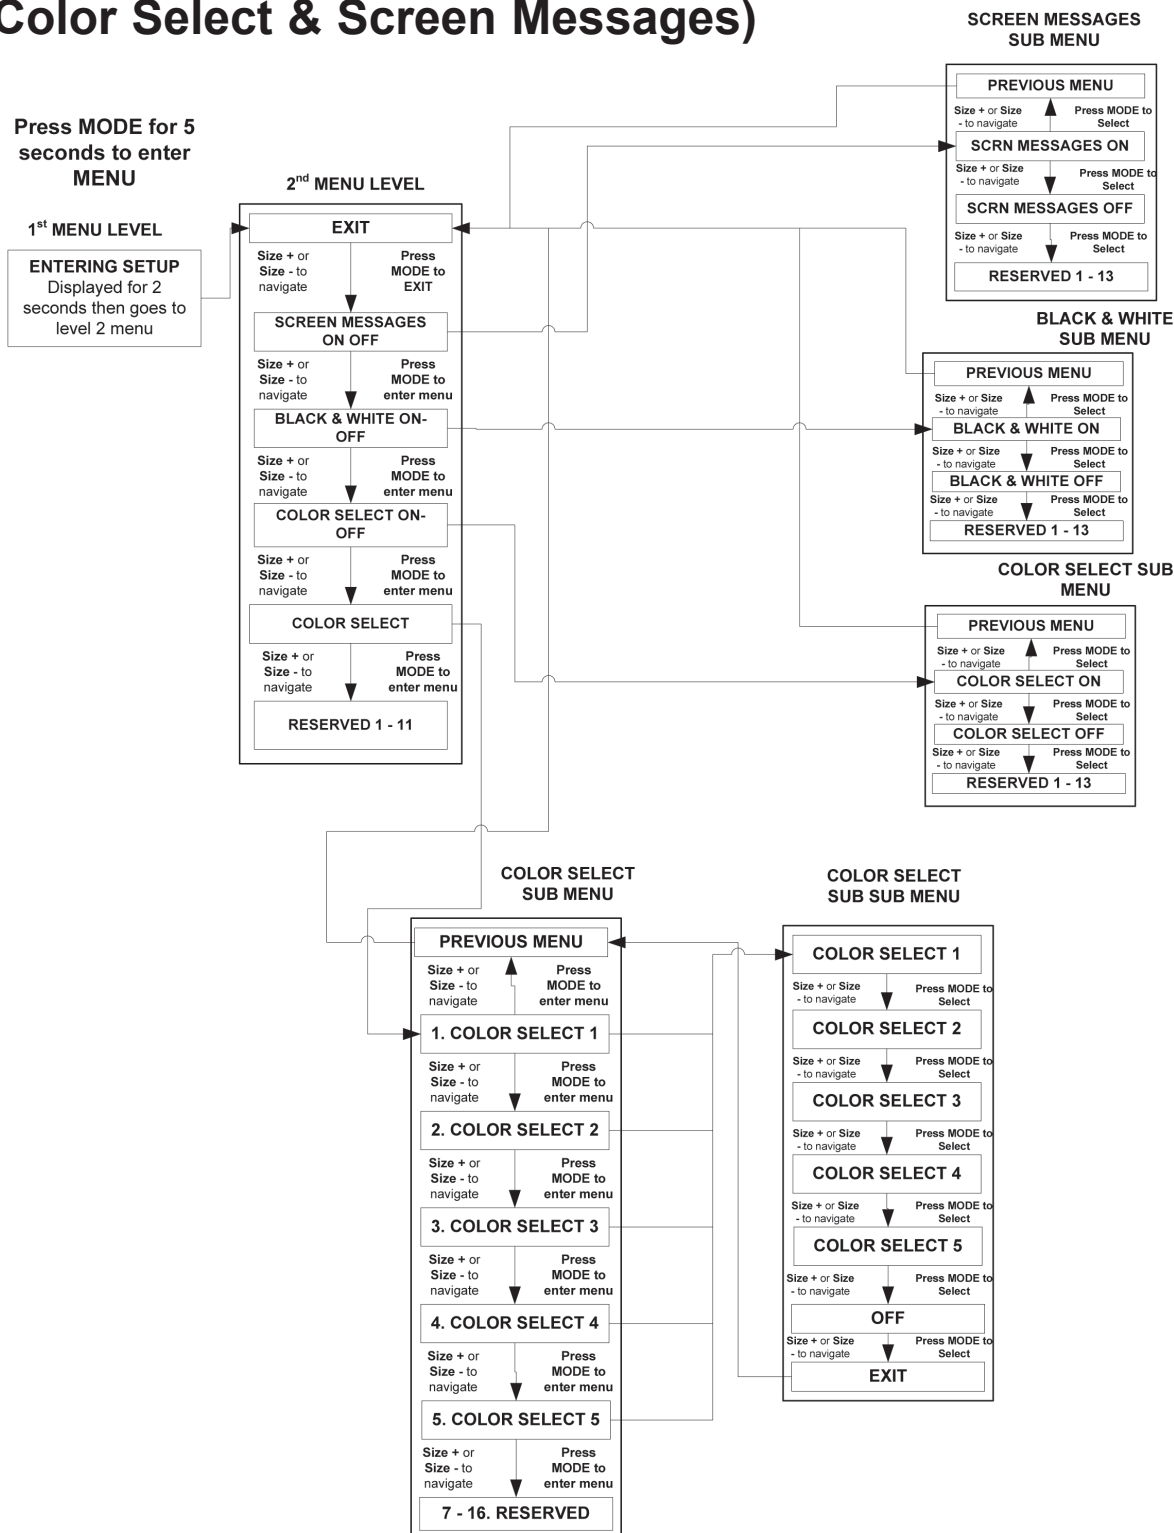 Color Select & Screen Messages)
Press MODE for 5
seconds to enter
MENU
1st MENU LEVEL
ENTERING SETUP
Displayed for 2
seconds then goes to
level 2 menu
2nd MENU LEVEL
EXIT
Size + or
Size - to
navigate
Press
MODE to
EXIT
SCREEN MESSAGES
ON OFF
Size + or
Size - to
navigate
Press
MODE to
enter menu
BLACK & WHITE ON-
OFF
Size + or
Size - to
navigate
Press
MODE to
enter menu
COLOR SELECT ON-
OFF
Size + or
Size - to
navigate
Press
MODE to
enter menu
COLOR SELECT
Size + or
Size - to
navigate
Press
MODE to
enter menu
RESERVED 1 - 11
SCREEN MESSAGES
SUB MENU
PREVIOUS MENU
Size + or Size
- to navigate
Press MODE to
Select
SCRN MESSAGES ON
Size + or Size
- to navigate
Press MODE to
Select
SCRN MESSAGES OFF
Size + or Size
- to navigate
Press MODE to
Select
RESERVED 1 - 13
BLACK & WHITE
SUB MENU
PREVIOUS MENU
Size + or Size
- to navigate
Press MODE to
Select
BLACK & WHITE ON
Size + or Size
- to navigate
Press MODE to
Select
BLACK & WHITE OFF
Size + or Size
- to navigate
Press MODE to
Select
RESERVED 1 - 13
COLOR SELECT SUB
MENU
PREVIOUS MENU
Size + or Size
- to navigate
Press MODE to
Select
COLOR SELECT ON
Size + or Size
- to navigate
Press MODE to
Select
COLOR SELECT OFF
Size + or Size
- to navigate
Press MODE to
Select
RESERVED 1 - 13
COLOR SELECT
SUB MENU
PREVIOUS MENU
Size + or
Size - to
navigate
Press
MODE to
enter menu
1. COLOR SELECT 1
Size + or
Size - to
navigate
Press
MODE to
enter menu
2. COLOR SELECT 2
Size + or
Size - to
navigate
Press
MODE to
enter menu
3. COLOR SELECT 3
Size + or
Size - to
navigate
Press
MODE to
enter menu
4. COLOR SELECT 4
Size + or
Size - to
navigate
Press
MODE to
enter menu
5. COLOR SELECT 5
Size + or
Size - to
navigate
Press
MODE to
enter menu
7 - 16. RESERVED
COLOR SELECT
SUB SUB MENU
COLOR SELECT 1
Size + or Size
- to navigate
Press MODE to
Select
COLOR SELECT 2
Size + or Size
- to navigate
Press MODE to
Select
COLOR SELECT 3
Size + or Size
- to navigate
Press MODE to
Select
COLOR SELECT 4
Size + or Size
- to navigate
Press MODE to
Select
COLOR SELECT 5
Size + or Size
- to navigate
Press MODE to
Select
OFF
Size + or Size
- to navigate
Press MODE to
Select
EXIT